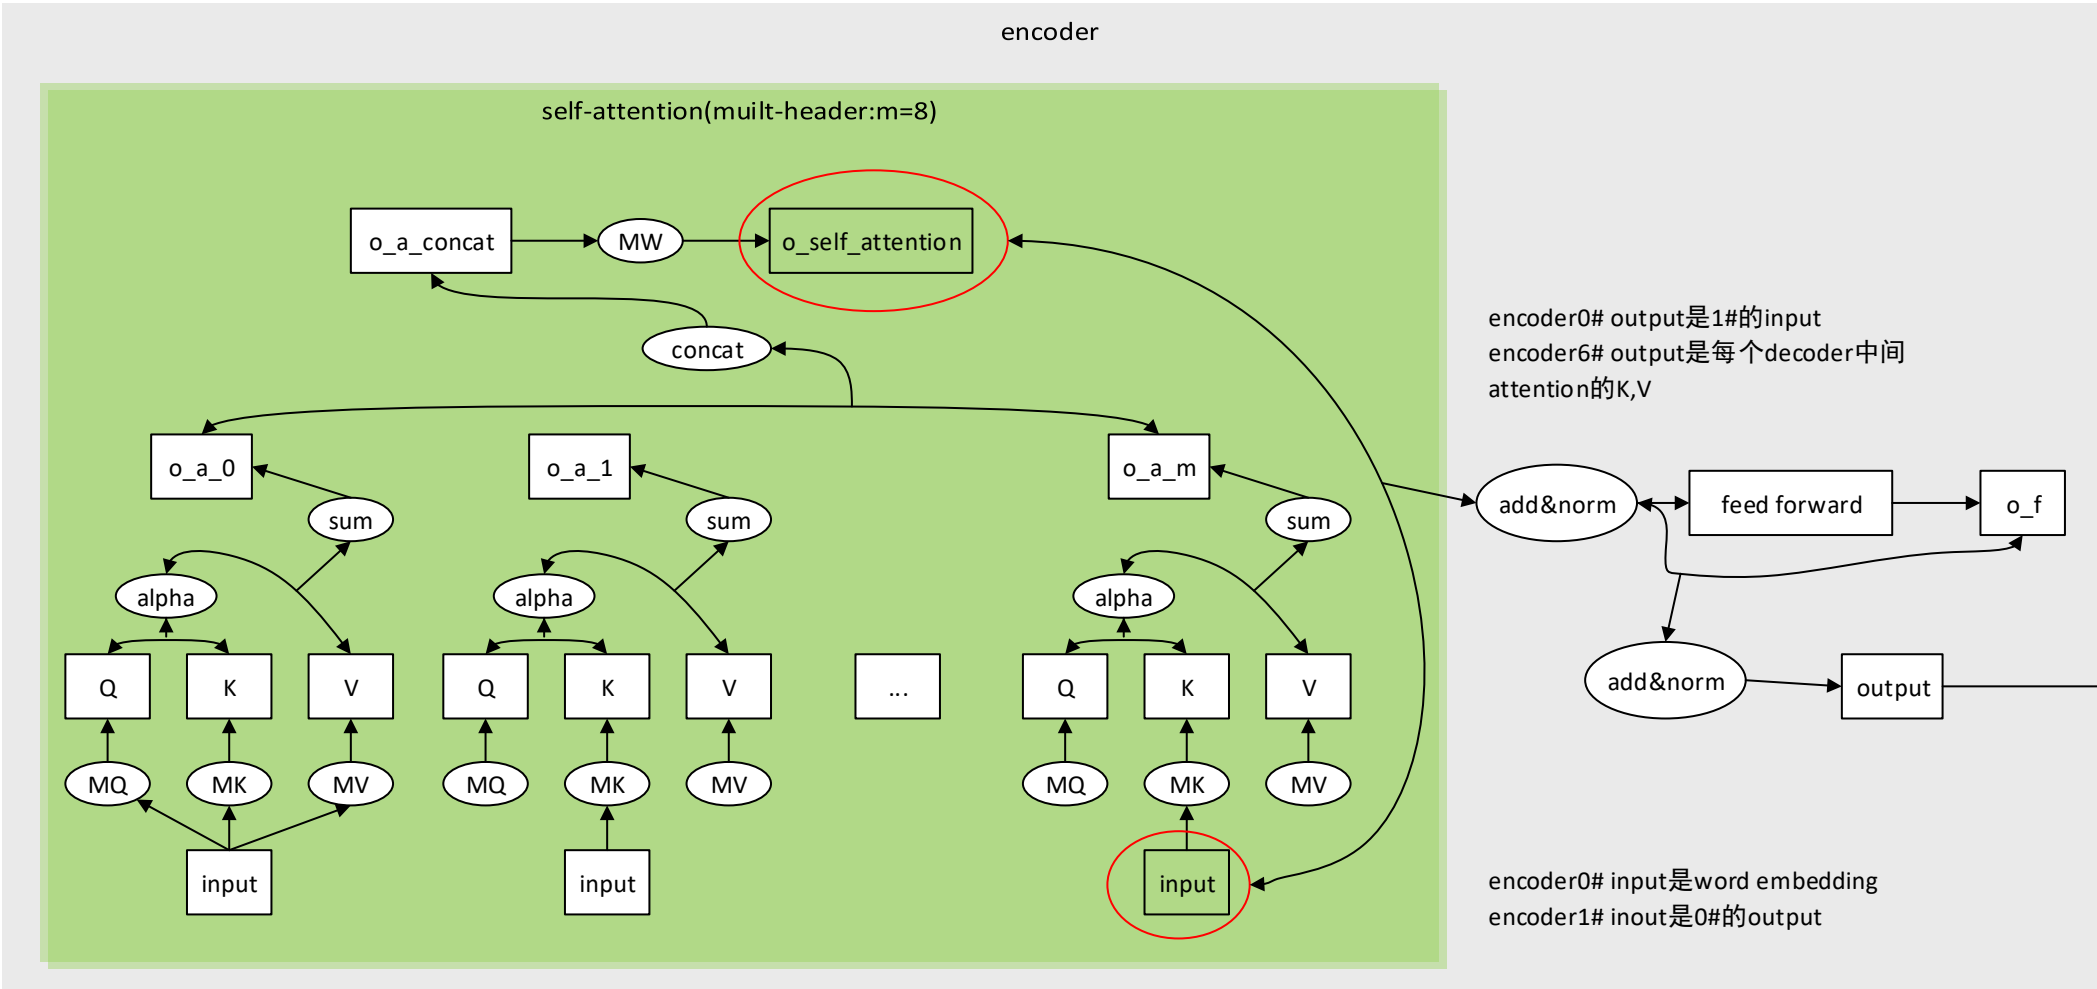 encoder
self-attention(muilt-header:m=8)
o_a_concat
MW
o_self_attention
concat
encoder0# output是1#的input
encoder6# output是每个decoder中间
attention的K,V
o_a_0
o_a_1
o_a_m
sum
sum
sum
add&norm
feed forward
o_f
alpha
alpha
alpha
Q
K
V
Q
K
V
...
Q
K
V
add&norm
output
MQ
MK
MV
MQ
MK
MV
MQ
MK
MV
input
input
input
encoder0# input是word embedding
encoder1# inout是0#的output